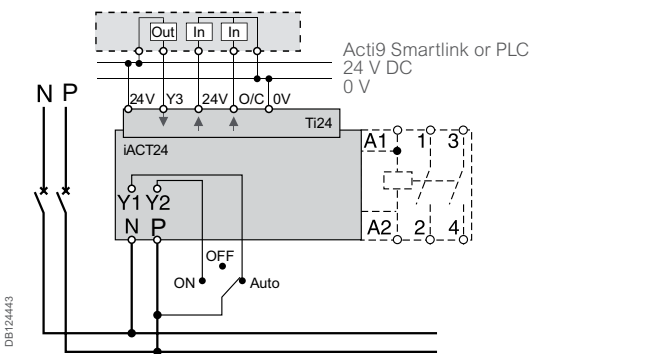 Out In In
Acti9 Smartlink or PLC
24 V DC
0 V
N P
24V Y3 24V O/C 0V
Ti24
iACT24
A1 1 3
Y1 Y2
N P
A2 2 4
OFF
ON Auto
DB124443